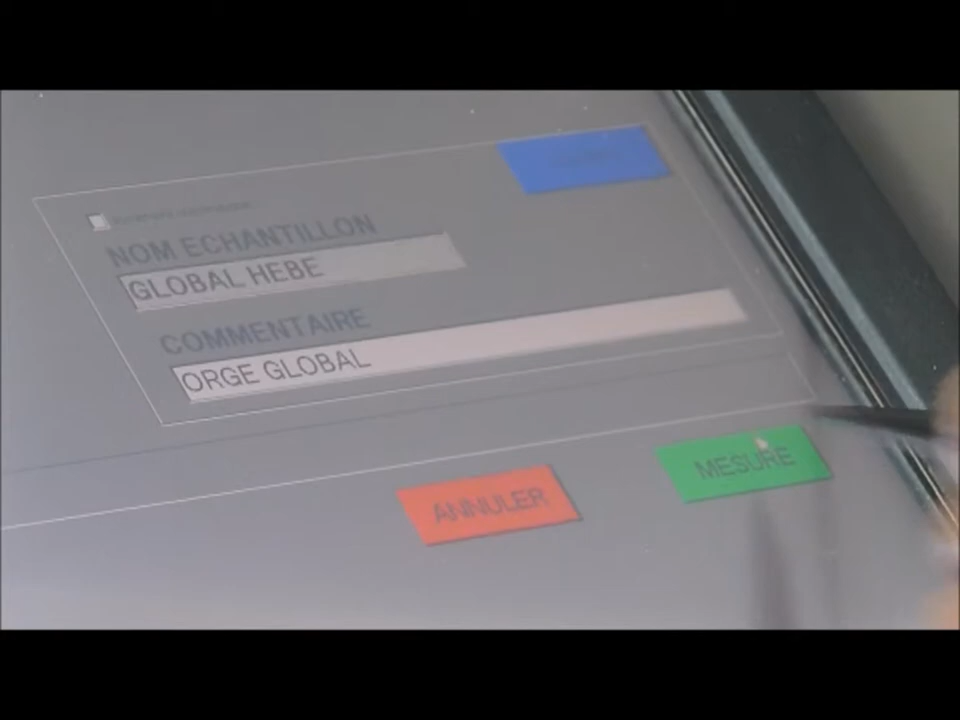 NOM ECHANTILLON
GLOBAL HEBE
COMMENTAIRE
ORGE GLOBAL
ANNULER
MESURE